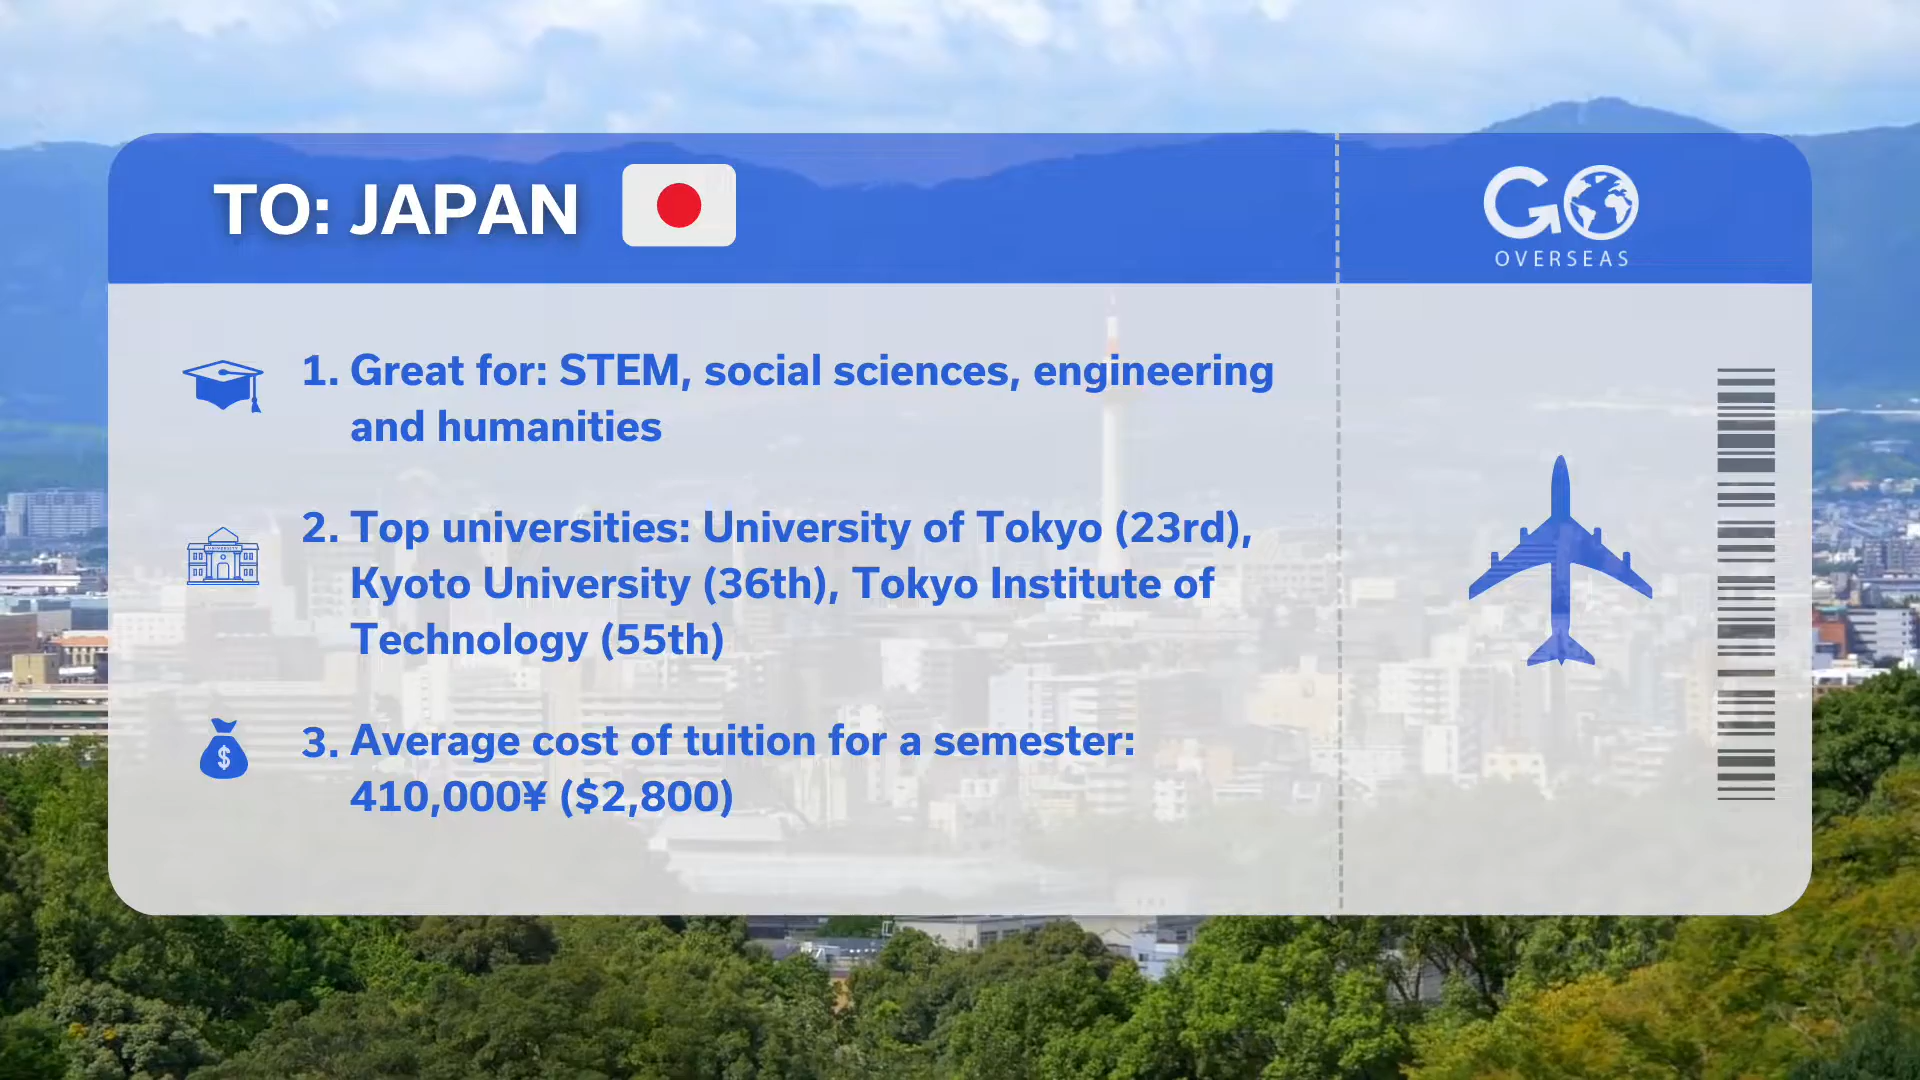 TO: JAPAN
GO
OVERSEAS
1. Great for: STEM, social sciences, engineering
and humanities
2. Top universities: University of Tokyo (23rd),
Kyoto University (36th), Tokyo Institute of
Technology (55th)
UNIVERSITY
3. Average cost of tuition for a semester:
410,000¥ ($2,800)
$